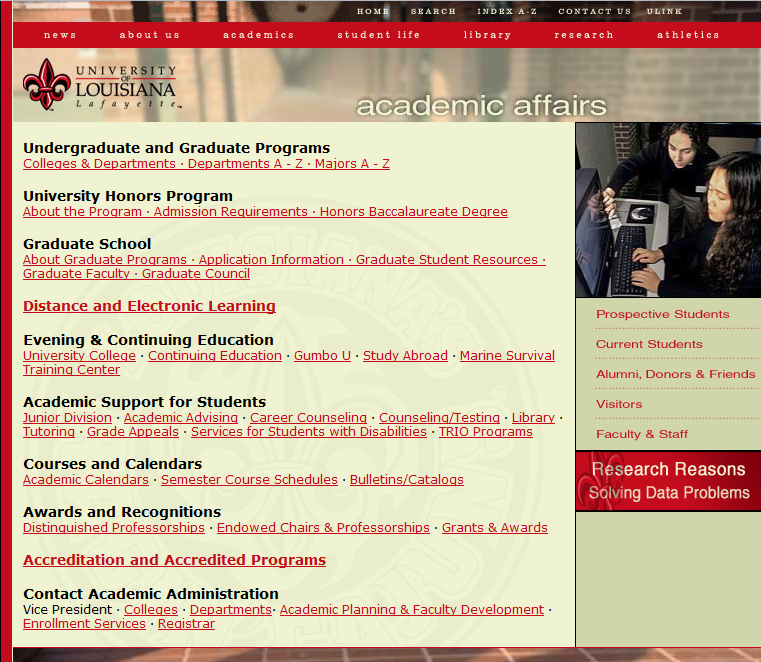 HOME SEARCH INDEX A-Z CONTACT US ULINK
news about us academics student life library research athletics
UNIVERSITY
OF
LOUISIANA
Lafayette™
academic affairs
Undergraduate and Graduate Programs
Colleges & Departments · Departments A - Z · Majors A - Z
University Honors Program
About the Program · Admission Requirements · Honors Baccalaureate Degree
Graduate School
About Graduate Programs · Application Information · Graduate Student Resources ·
Graduate Faculty · Graduate Council
Distance and Electronic Learning
Evening & Continuing Education
University College · Continuing Education · Gumbo U · Study Abroad · Marine Survival
Training Center
Academic Support for Students
Junior Division · Academic Advising · Career Counseling · Counseling/Testing · Library ·
Tutoring · Grade Appeals · Services for Students with Disabilities · TRIO Programs
Courses and Calendars
Academic Calendars · Semester Course Schedules · Bulletins/Catalogs
Awards and Recognitions
Distinguished Professorships · Endowed Chairs & Professorships · Grants & Awards
Accreditation and Accredited Programs
Contact Academic Administration
Vice President · Colleges · Departments· Academic Planning & Faculty Development ·
Enrollment Services · Registrar
Prospective Students
Current Students
Alumni, Donors & Friends
Visitors
Faculty & Staff
Research Reasons
Solving Data Problems